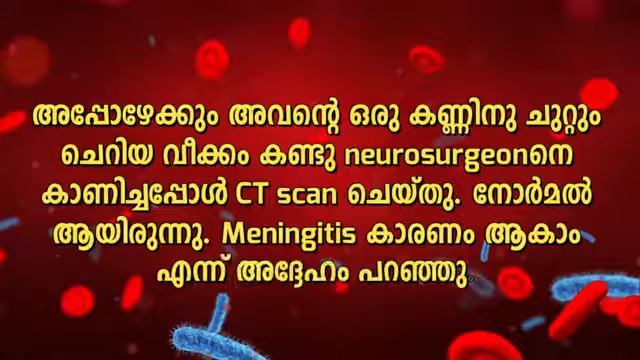 അപ്പോഴേക്കും അവന്റെ ഒരു കണ്ണിനു ചുറ്റും
ചെറിയ വീക്കം കണ്ടു neurosurgeonനെ
കാണിച്ചപ്പോൾ CT scan ചെയ്തു. നോർമൽ
ആയിരുന്നു. Meningitis കാരണം ആകാം
എന്ന് അദ്ദേഹം പറഞ്ഞു.